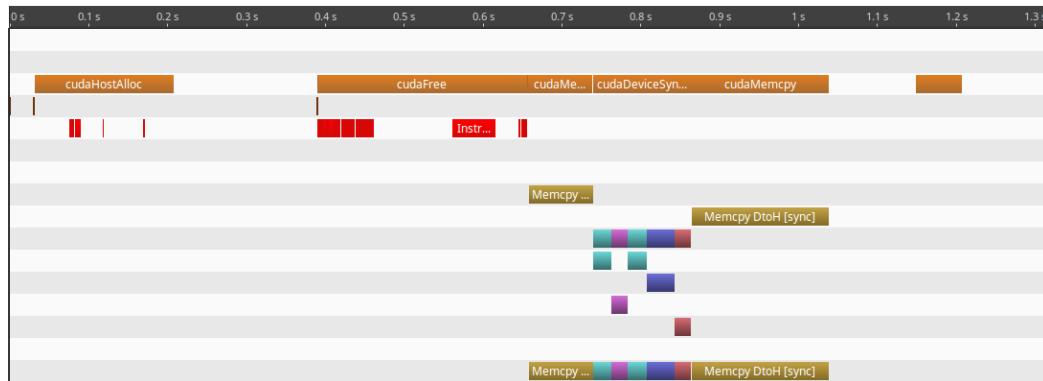 0 s 0.1 s 0.2 s 0.3 s 0.4 s 0.5 s 0.6 s 0.7 s 0.8 s 0.9 s 1 s 1.1 s 1.2 s 1.3
cudaHostAlloc cudaFree cudaMe... cudaDeviceSyn... cudaMemcpy
Instr...
Memcpy ...
Memcpy DtoH [sync]
Memcpy ... Memcpy DtoH [sync]